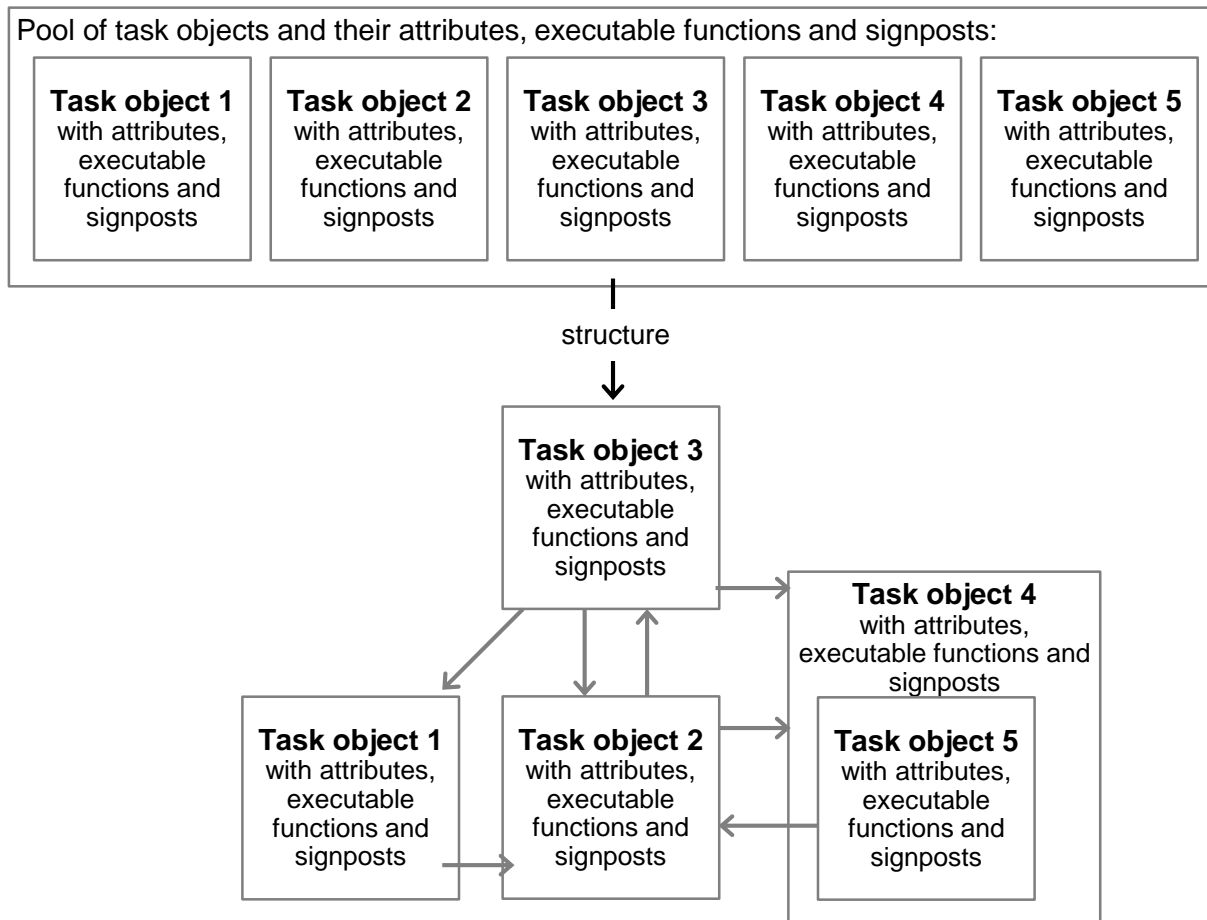 Pool of task objects and their attributes, executable functions and signposts:
Task object 1
with attributes,
executable
functions and
signposts
Task object 2
with attributes,
executable
functions and
signposts
Task object 3
with attributes,
executable
functions and
signposts
Task object 4
with attributes,
executable
functions and
signposts
Task object 5
with attributes,
executable
functions and
signposts
structure
Task object 3
with attributes,
executable
functions and
signposts
Task object 4
with attributes,
executable functions and
signposts
Task object 1
with attributes,
executable
functions and
signposts
Task object 2
with attributes,
executable
functions and
signposts
Task object 5
with attributes,
executable
functions and
signposts